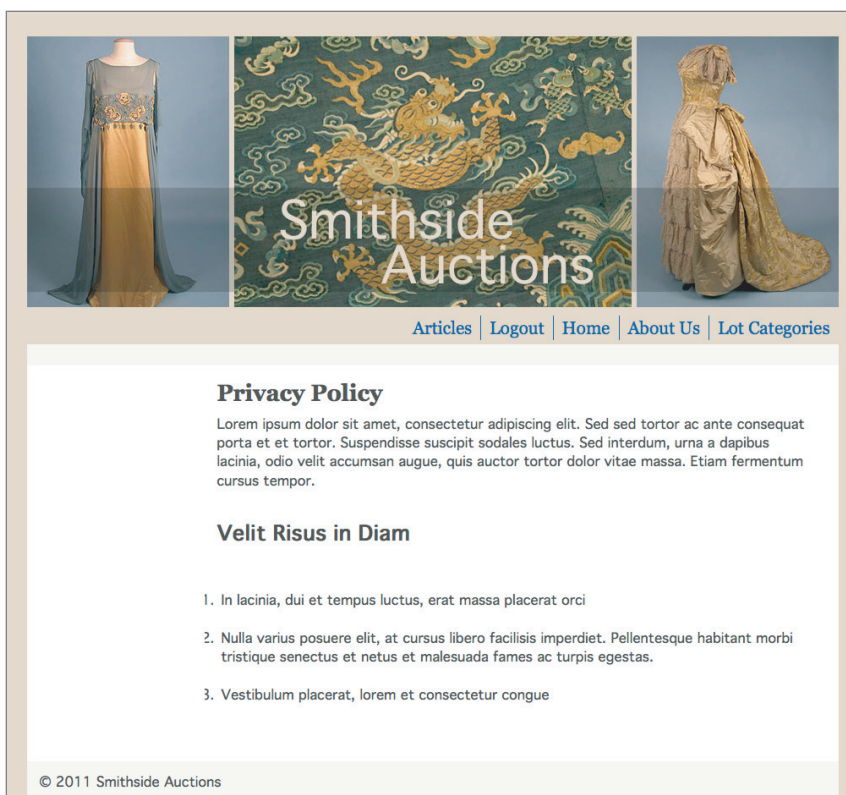 Smithside
Auctions
Articles Logout Home About Us Lot Categories
Privacy Policy
Lorem ipsum dolor sit amet, consectetur adipiscing elit. Sed sed tortor ac ante consequat
porta et et tortor. Suspendisse suscipit sodales luctus. Sed interdum, urna a dapibus
lacinia, odio velit accumsan augue, quis auctor tortor dolor vitae massa. Etiam fermentum
cursus tempor.
Velit Risus in Diam
1. In lacinia, dui et tempus luctus, erat massa placerat orci
2. Nulla varius posuere elit, at cursus libero facilisis imperdiet. Pellentesque habitant morbi
tristique senectus et netus et malesuada fames ac turpis egestas.
3. Vestibulum placerat, lorem et consectetur congue
© 2011 Smithside Auctions